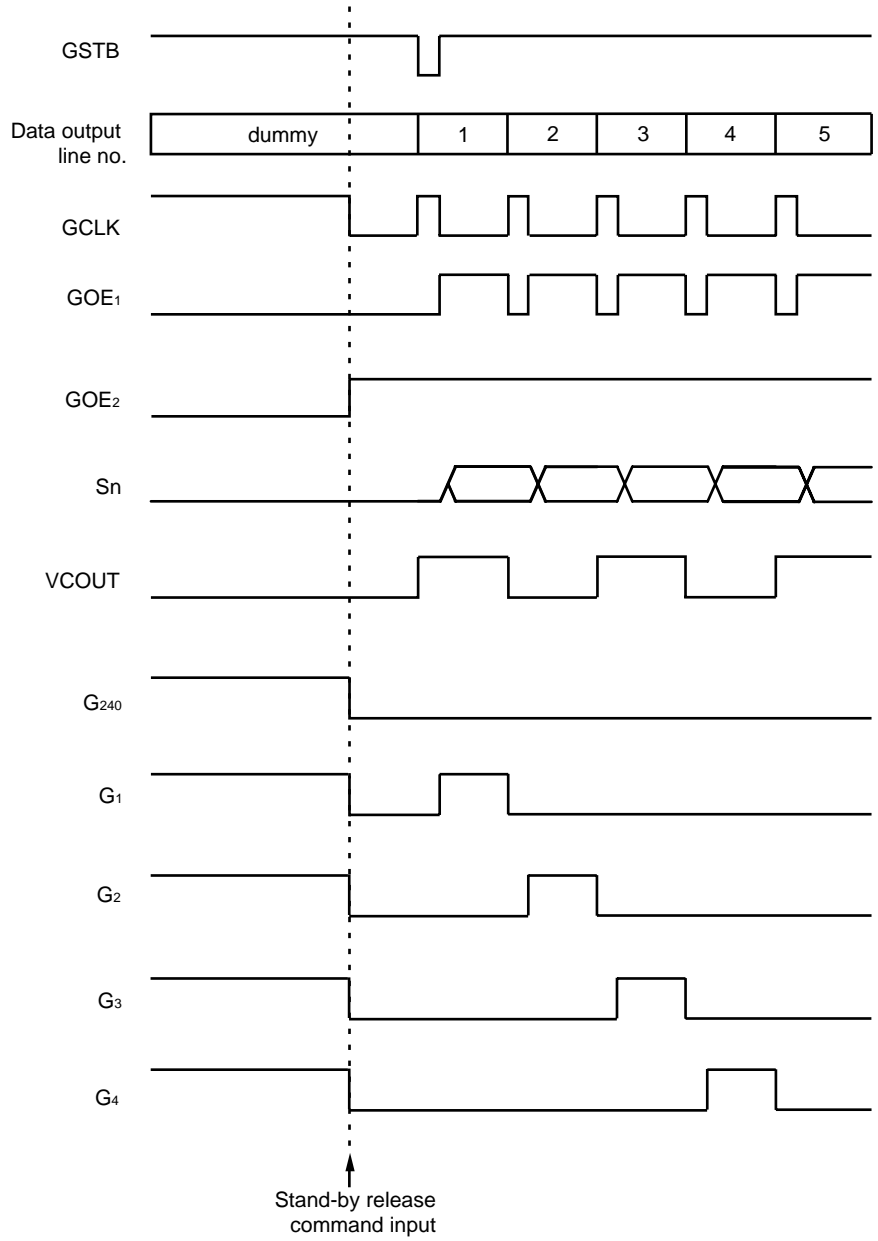 GSTB
Data output
line no.
dummy 1 2 3 4 5
GCLK
GOE₁
GOE₂
Sn
VCOUT
G₂₄₀
G₁
G₂
G₃
G₄
Stand-by release
command input